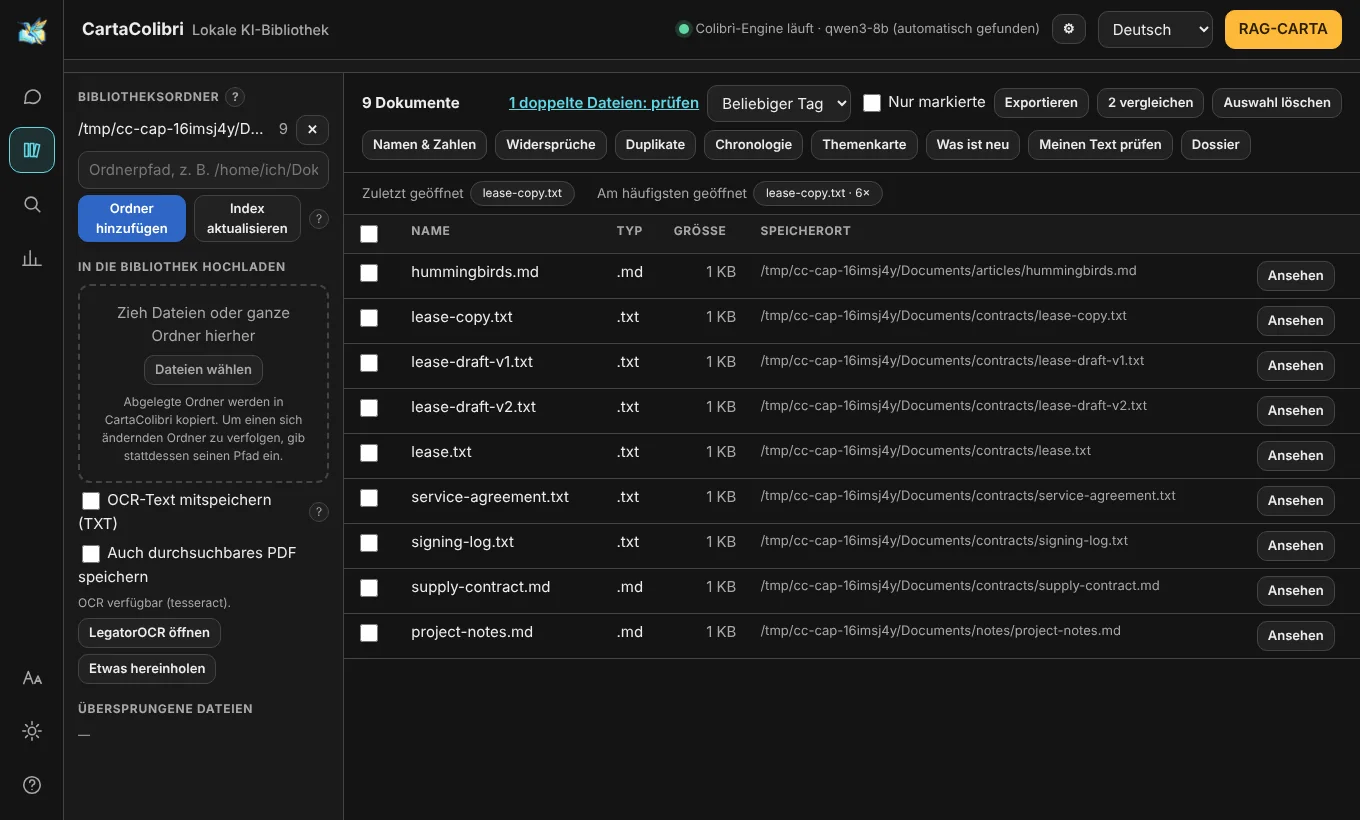 CartaColibri Lokale KI-Bibliothek
Colibrì-Engine läuft · qwen3-8b (automatisch gefunden)
Deutsch
RAG-CARTA
BIBLIOTHEKSORDNER ?
/tmp/cc-cap-16imsj4y/D... 9 ×
Ordnerpfad, z. B. /home/ich/Dok
Ordner
hinzufügen
Index
aktualisieren
?
IN DIE BIBLIOTHEK HOCHLADEN
Zieh Dateien oder ganze
Ordner hierher
Dateien wählen
Abgelegte Ordner werden in
CartaColibri kopiert. Um einen sich
ändernden Ordner zu verfolgen, gib
stattdessen seinen Pfad ein.
OCR-Text mitspeichern
(TXT)
?
Auch durchsuchbares PDF
speichern
OCR verfügbar (tesseract).
LegatorOCR öffnen
Etwas hereinholen
ÜBERSPRUNGENE DATEIEN
—
9 Dokumente 1 doppelte Dateien: prüfen Beliebiger Tag Nur markierte Exportieren 2 vergleichen Auswahl löschen
Namen & Zahlen Widersprüche Duplikate Chronologie Themenkarte Was ist neu Meinen Text prüfen Dossier
Zuletzt geöffnet lease-copy.txt Am häufigsten geöffnet lease-copy.txt · 6×
NAME TYP GRÖSSE SPEICHERORT
hummingbirds.md .md 1 KB /tmp/cc-cap-16imsj4y/Documents/articles/hummingbirds.md Ansehen
lease-copy.txt .txt 1 KB /tmp/cc-cap-16imsj4y/Documents/contracts/lease-copy.txt Ansehen
lease-draft-v1.txt .txt 1 KB /tmp/cc-cap-16imsj4y/Documents/contracts/lease-draft-v1.txt Ansehen
lease-draft-v2.txt .txt 1 KB /tmp/cc-cap-16imsj4y/Documents/contracts/lease-draft-v2.txt Ansehen
lease.txt .txt 1 KB /tmp/cc-cap-16imsj4y/Documents/contracts/lease.txt Ansehen
service-agreement.txt .txt 1 KB /tmp/cc-cap-16imsj4y/Documents/contracts/service-agreement.txt Ansehen
signing-log.txt .txt 1 KB /tmp/cc-cap-16imsj4y/Documents/contracts/signing-log.txt Ansehen
supply-contract.md .md 1 KB /tmp/cc-cap-16imsj4y/Documents/contracts/supply-contract.md Ansehen
project-notes.md .md 1 KB /tmp/cc-cap-16imsj4y/Documents/notes/project-notes.md Ansehen